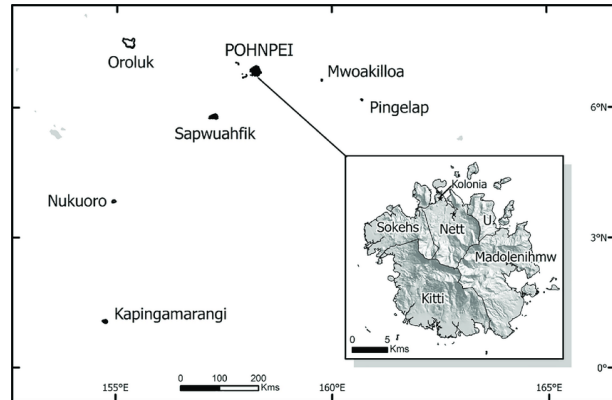 POHNPEI
Oroluk
Mwoakilloa
Pingelap
6°N
Sapwuahfik
Kolonia
Nukuoro
Sokehs
Nett
U
3°N
Madolenihmw
Kitti
Kapingamarangi
0 5
Kms
0°
155°E
0 100 200
Kms
160°E
165°E